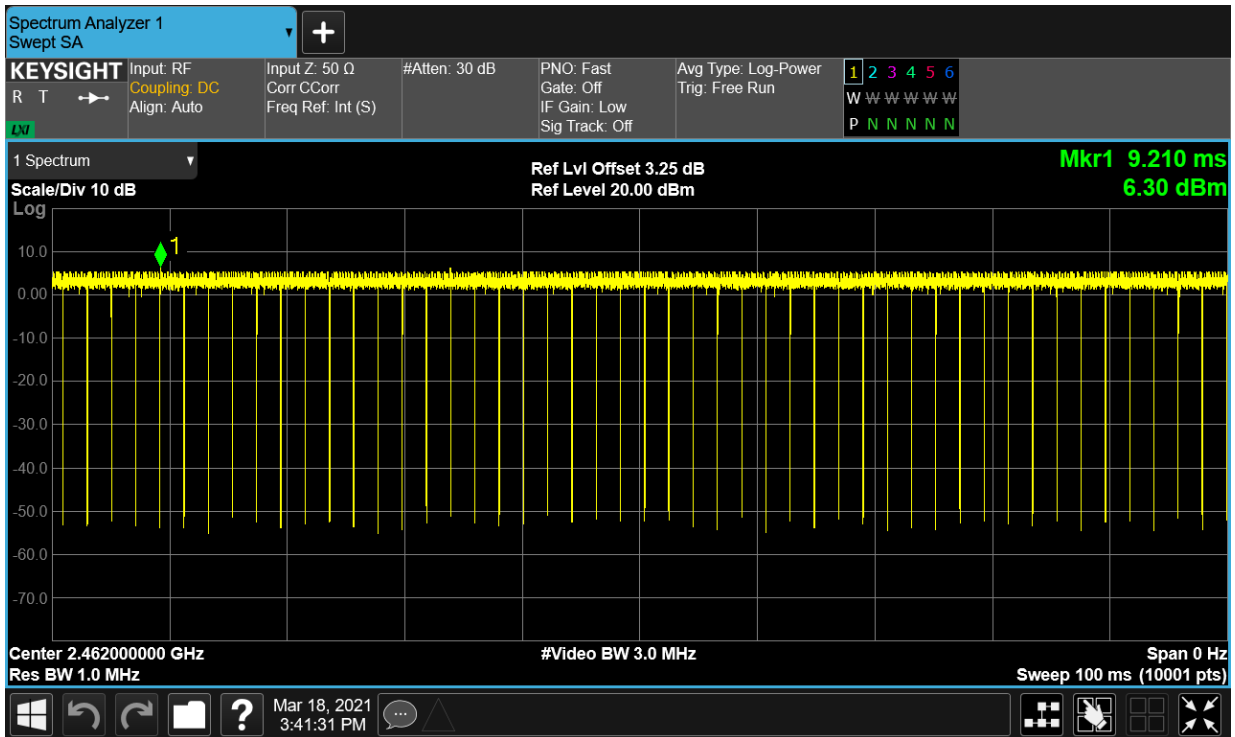 Spectrum Analyzer 1
Swept SA
KEYSIGHT
R T
LXI
Input: RF
Coupling: DC
Align: Auto
Input Z: 50 Ω
Corr CCorr
Freq Ref: Int (S)
#Atten: 30 dB
PNO: Fast
Gate: Off
IF Gain: Low
Sig Track: Off
Avg Type: Log-Power
Trig: Free Run
1 2 3 4 5 6
W W W W W W
P N N N N N
1 Spectrum
Scale/Div 10 dB
Log
Ref Lvl Offset 3.25 dB
Ref Level 20.00 dBm
Mkr1 9.210 ms
6.30 dBm
1
10.0
0.00
-10.0
-20.0
-30.0
-40.0
-50.0
-60.0
-70.0
Center 2.462000000 GHz
Res BW 1.0 MHz
#Video BW 3.0 MHz
Span 0 Hz
Sweep 100 ms (10001 pts)
?
Mar 18, 2021
3:41:31 PM